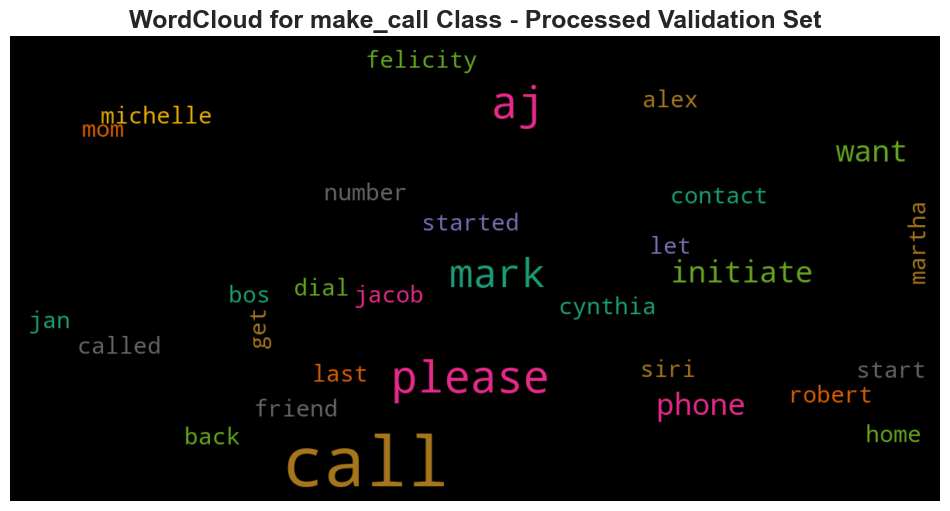 WordCloud for make_call Class - Processed Validation Set
felicity
aj
alex
michelle
mom
want
number
contact
started
martha
let
mark
initiate
dial
jacob
bos
cynthia
jan
get
called
last
please
siri
start
robert
phone
friend
back
home
call